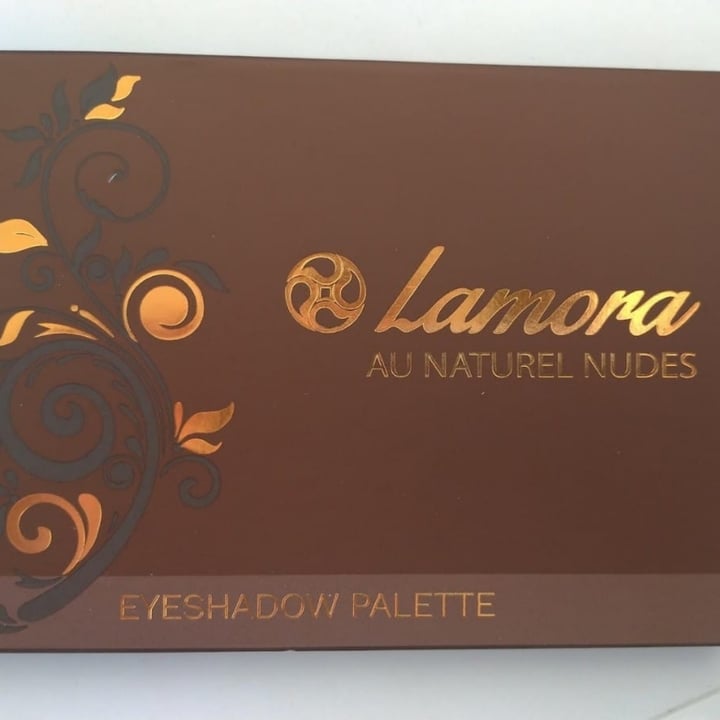 Lamora
AU NATUREL NUDES
EYESHADOW PALETTE